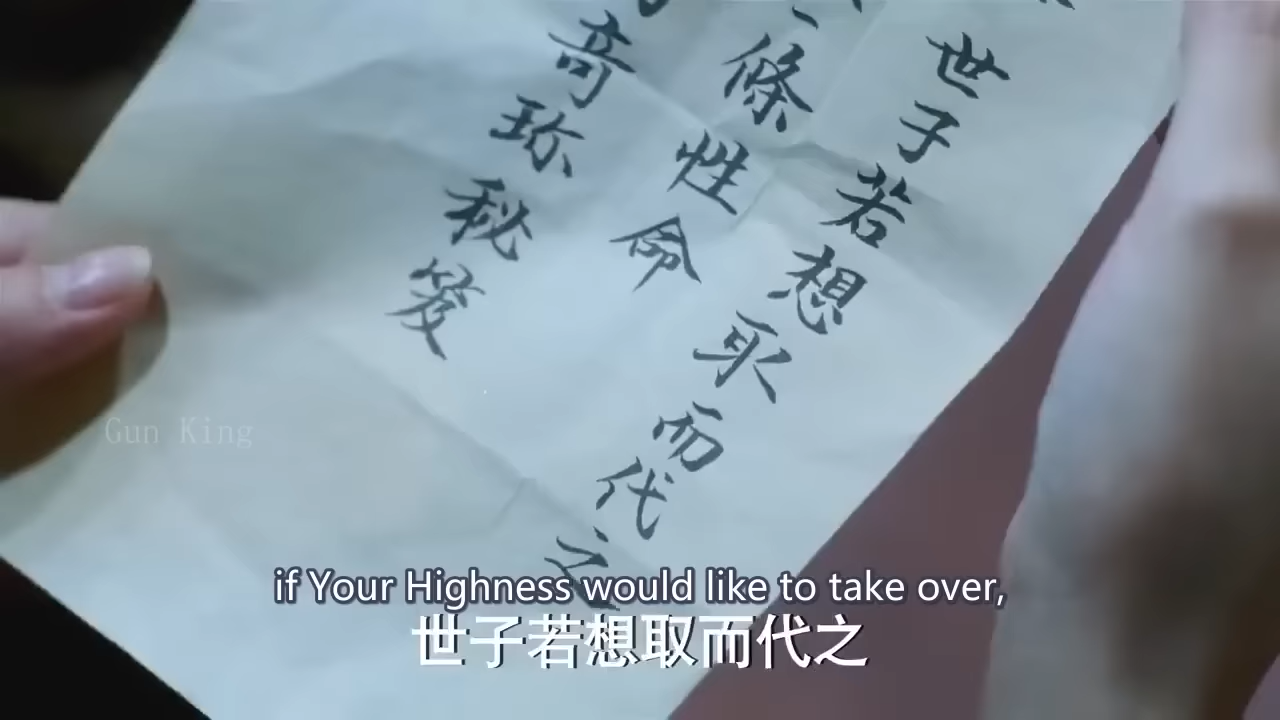 世子若想取而代之
條性命
奇珎秘笈
Gun King
if Your Highness would like to take over,
世子若想取而代之